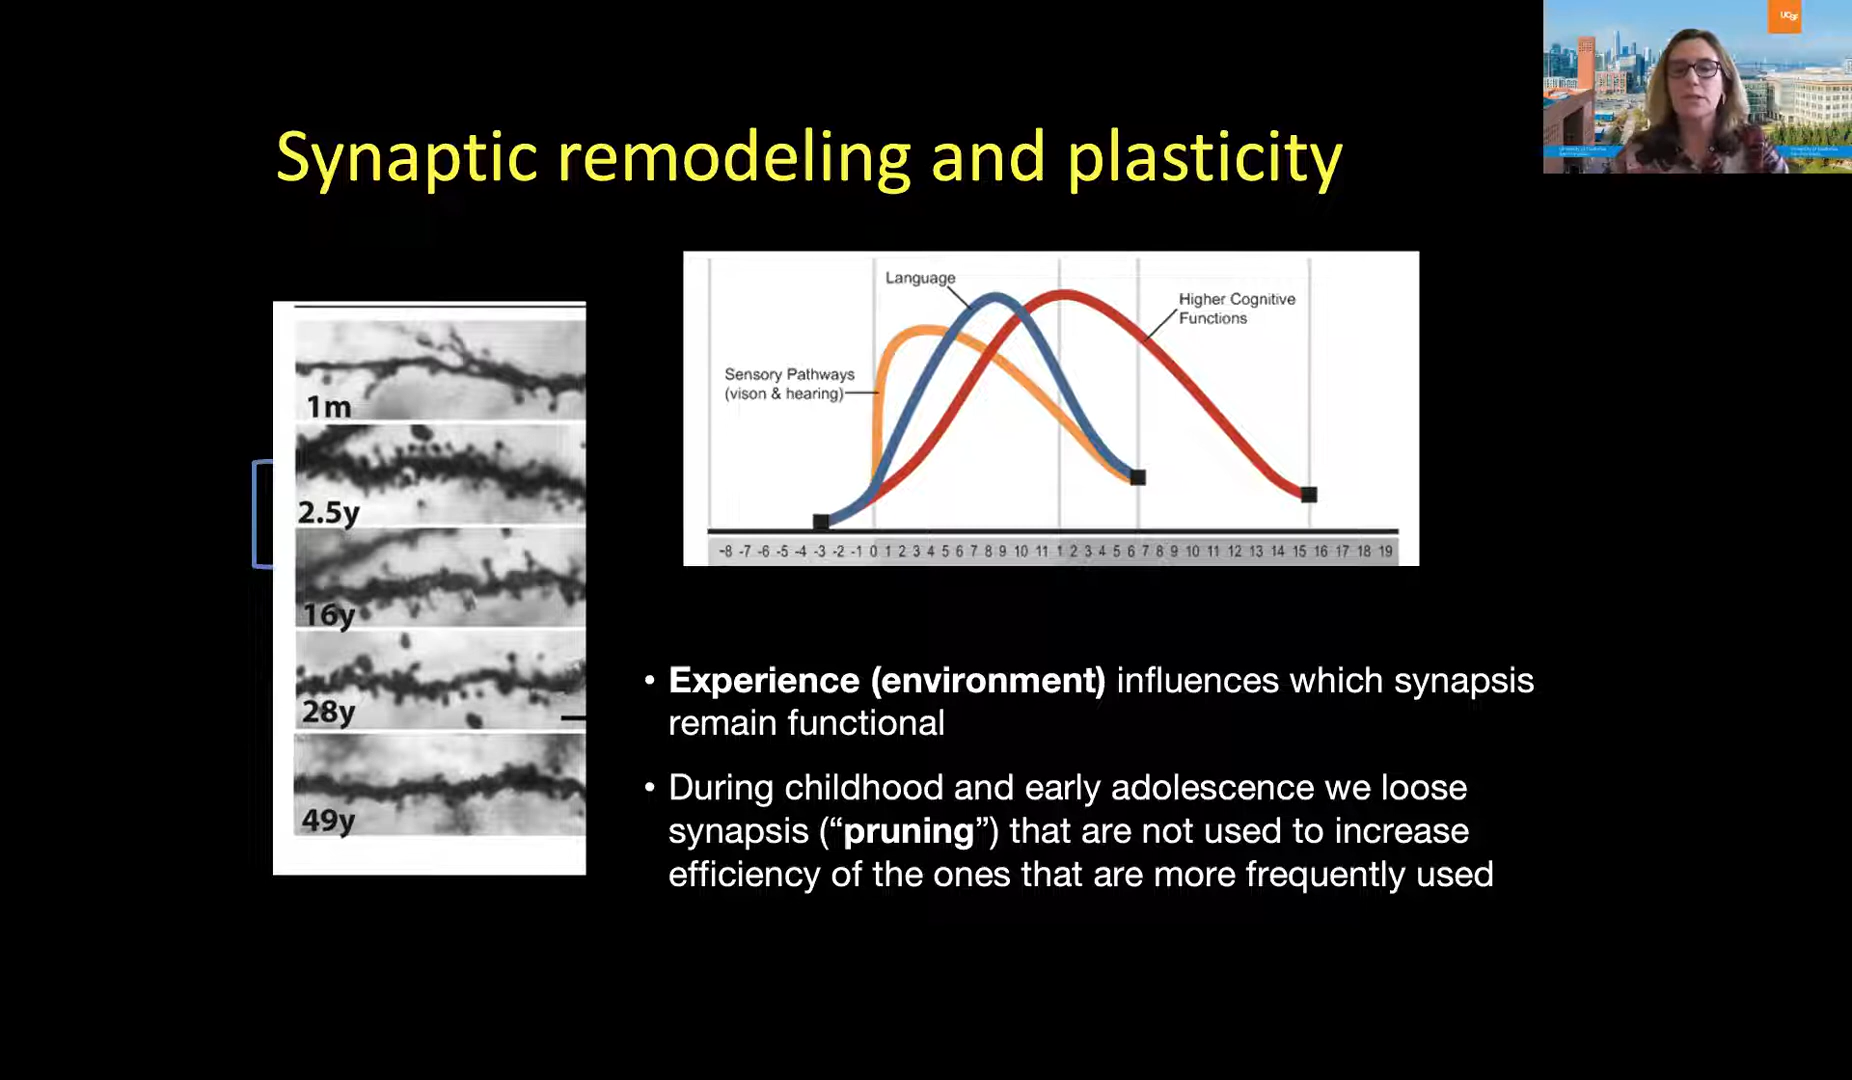 UCSF
Synaptic remodeling and plasticity
1m
2.5y
16y
28y
49y
Language
Higher Cognitive
Functions
Sensory Pathways
(vison & hearing)
-8 -7 -6 -5 -4 -3 -2 -1 0 1 2 3 4 5 6 7 8 9 10 11 1 2 3 4 5 6 7 8 9 10 11 12 13 14 15 16 17 18 19
• Experience (environment) influences which synapsis
remain functional
• During childhood and early adolescence we loose
synapsis (“pruning”) that are not used to increase
efficiency of the ones that are more frequently used